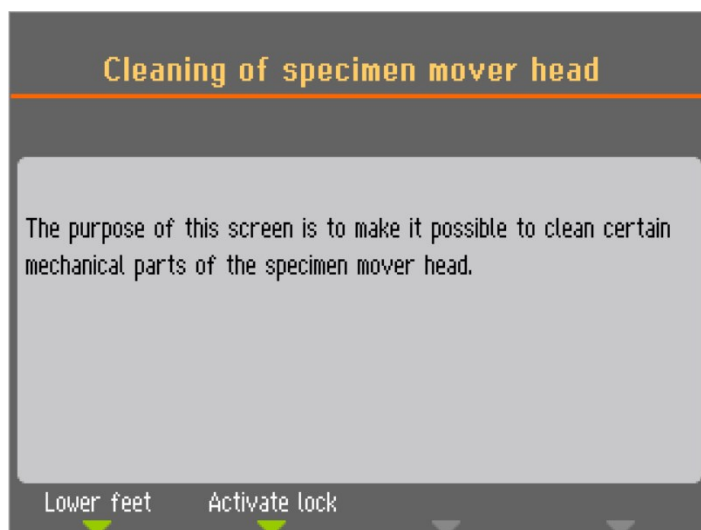 Cleaning of specimen mover head
The purpose of this screen is to make it possible to clean certain
mechanical parts of the specimen mover head.
Lower feet Activate lock